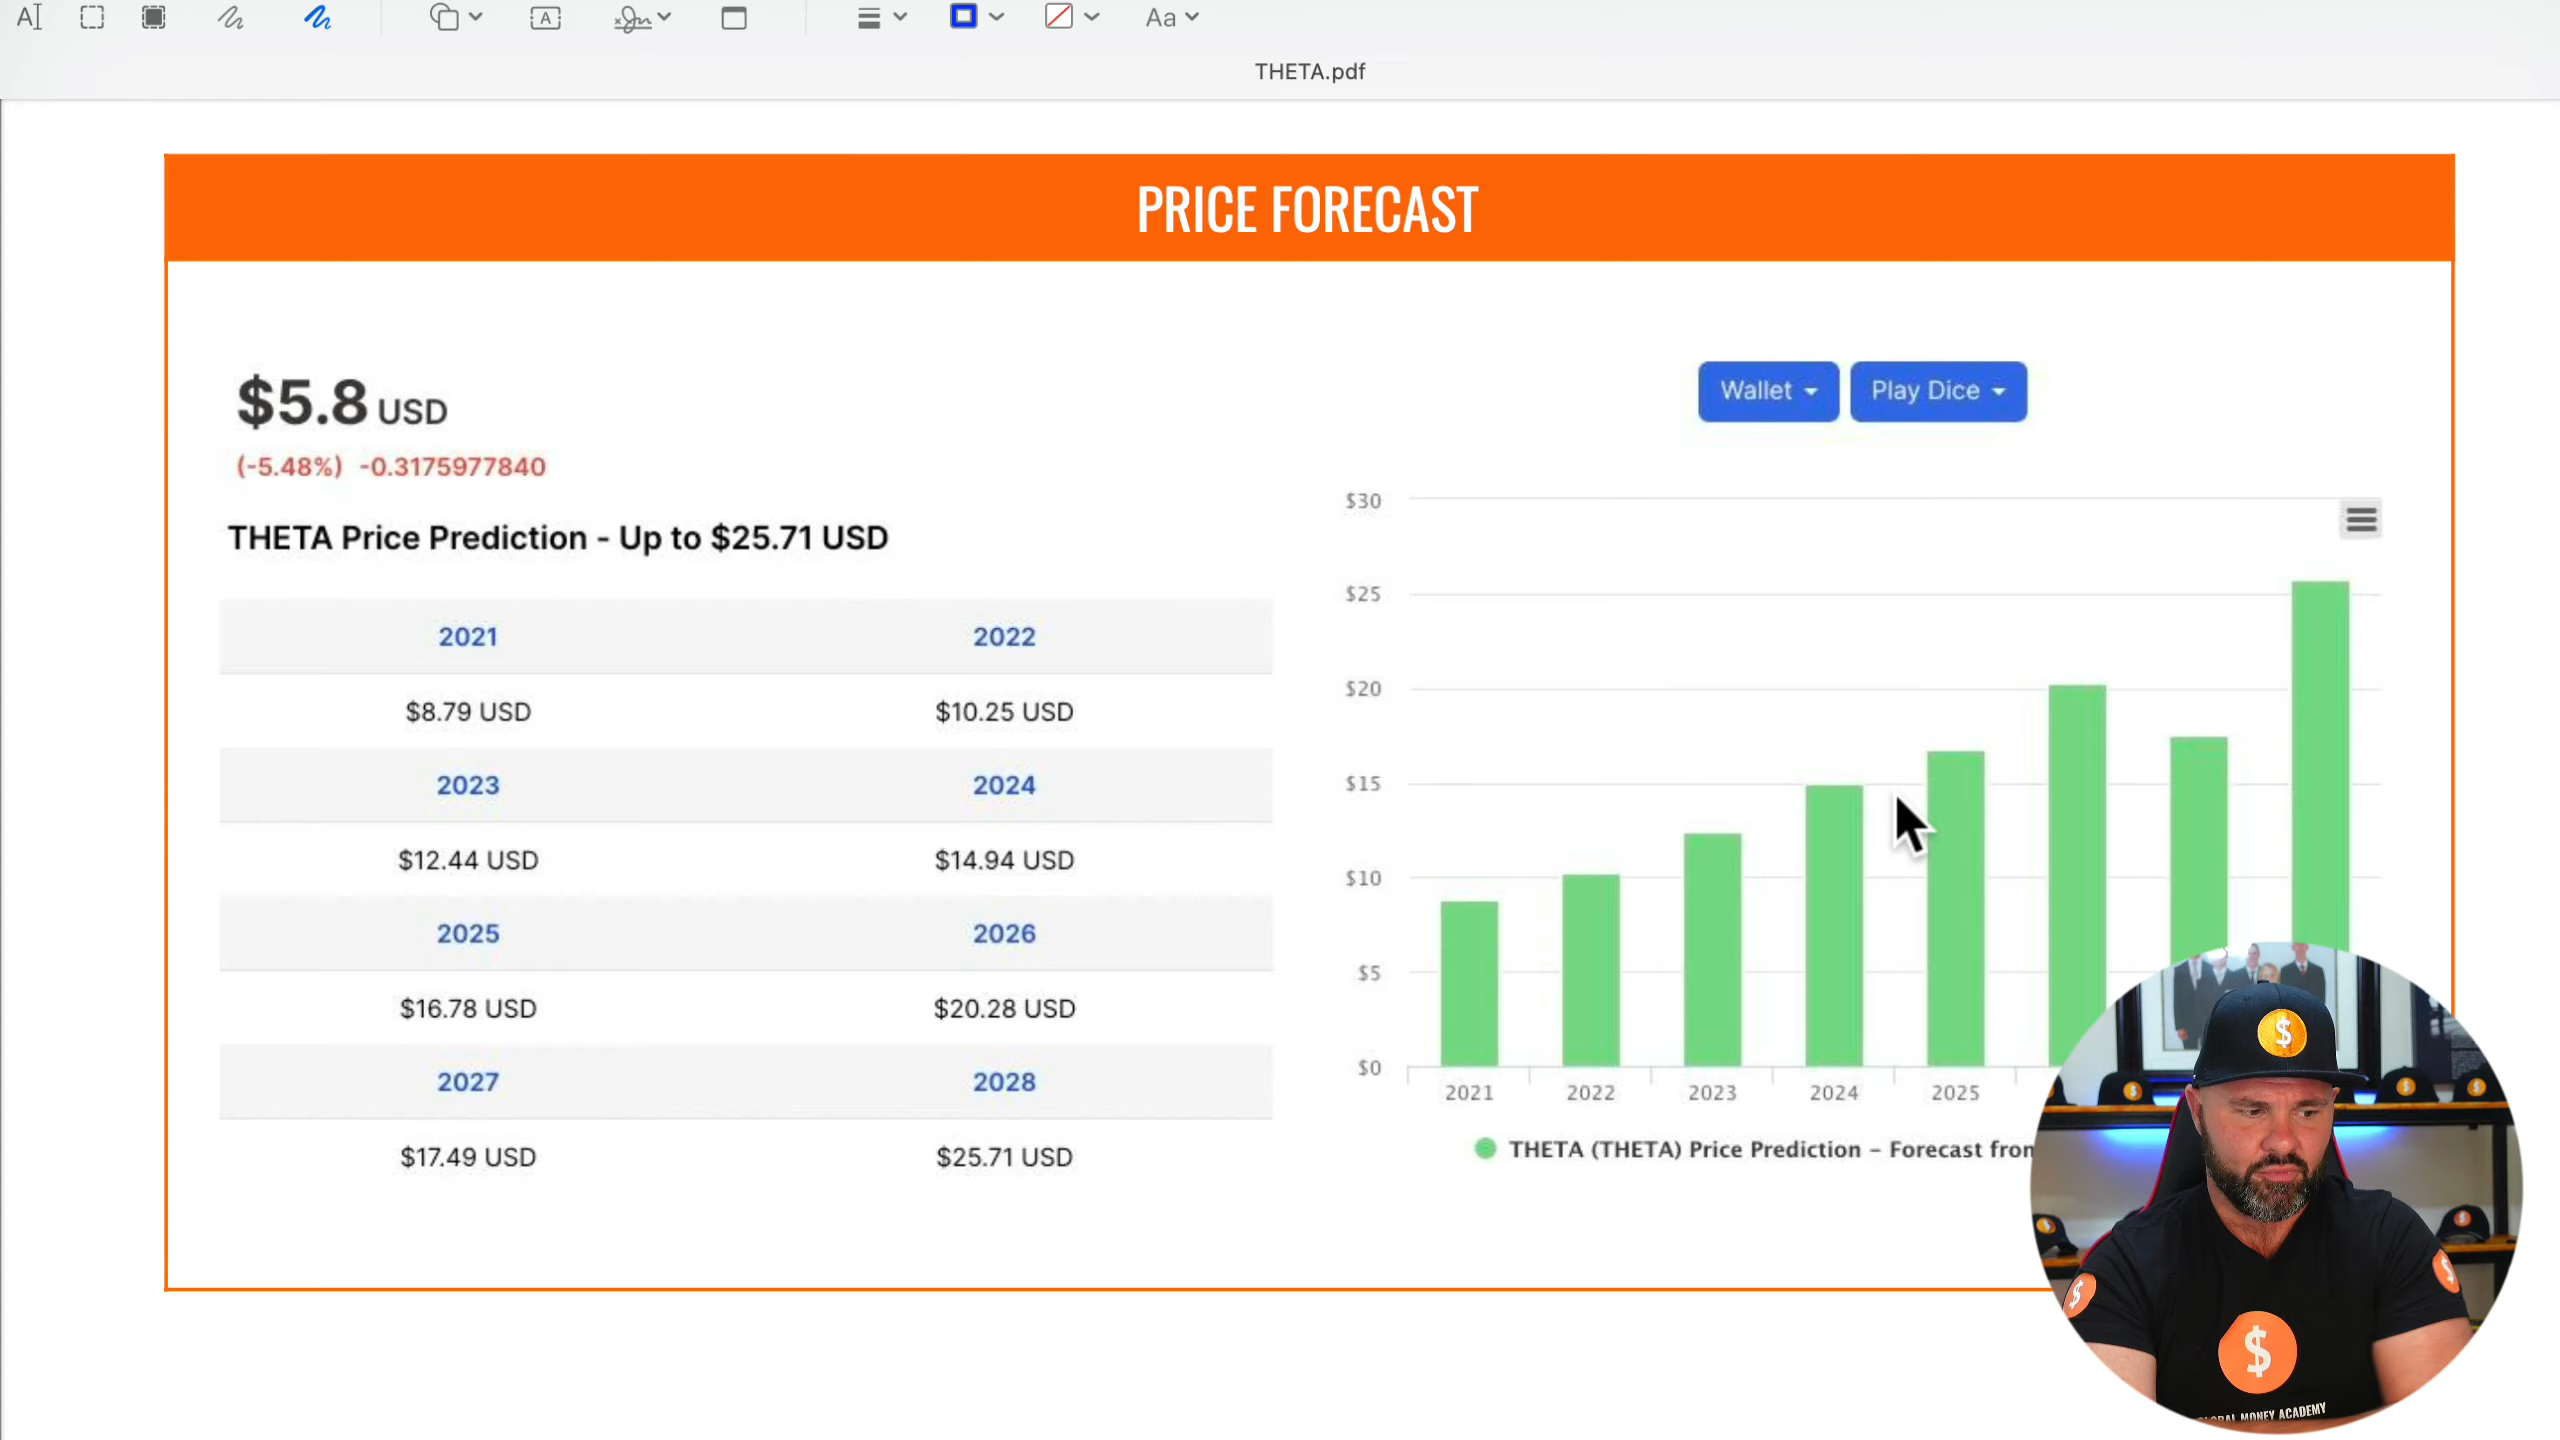 Aa
THETA.pdf
PRICE FORECAST
$5.8 USD
(-5.48%) -0.3175977840
THETA Price Prediction - Up to $25.71 USD
2021 2022
$8.79 USD $10.25 USD
2023 2024
$12.44 USD $14.94 USD
2025 2026
$16.78 USD $20.28 USD
2027 2028
$17.49 USD $25.71 USD
Wallet Play Dice
$30
$25
$20
$15
$10
$5
$0
2021 2022 2023 2024 2025
THETA (THETA) Price Prediction – Forecast from
$
$
$
$
MONEY ACADEMY